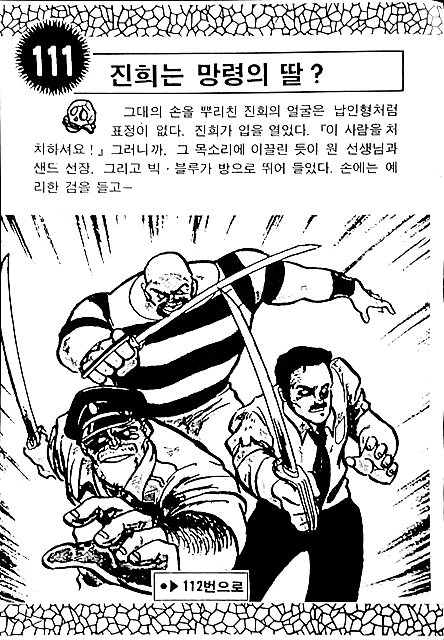 111
진희는 망령의 딸?
그대의 손을 뿌리친 진희의 얼굴은 납인형처럼
표정이 없다. 진희가 입을 열었다. 『이 사람을 처
치하셔요!』 그러니까, 그 목소리에 이끌린 듯이 원 선생님과
샌드 선장, 그리고 빅·블루가 방으로 뛰어 들었다. 손에는 예
리한 검을 들고—
●▶ 112번으로